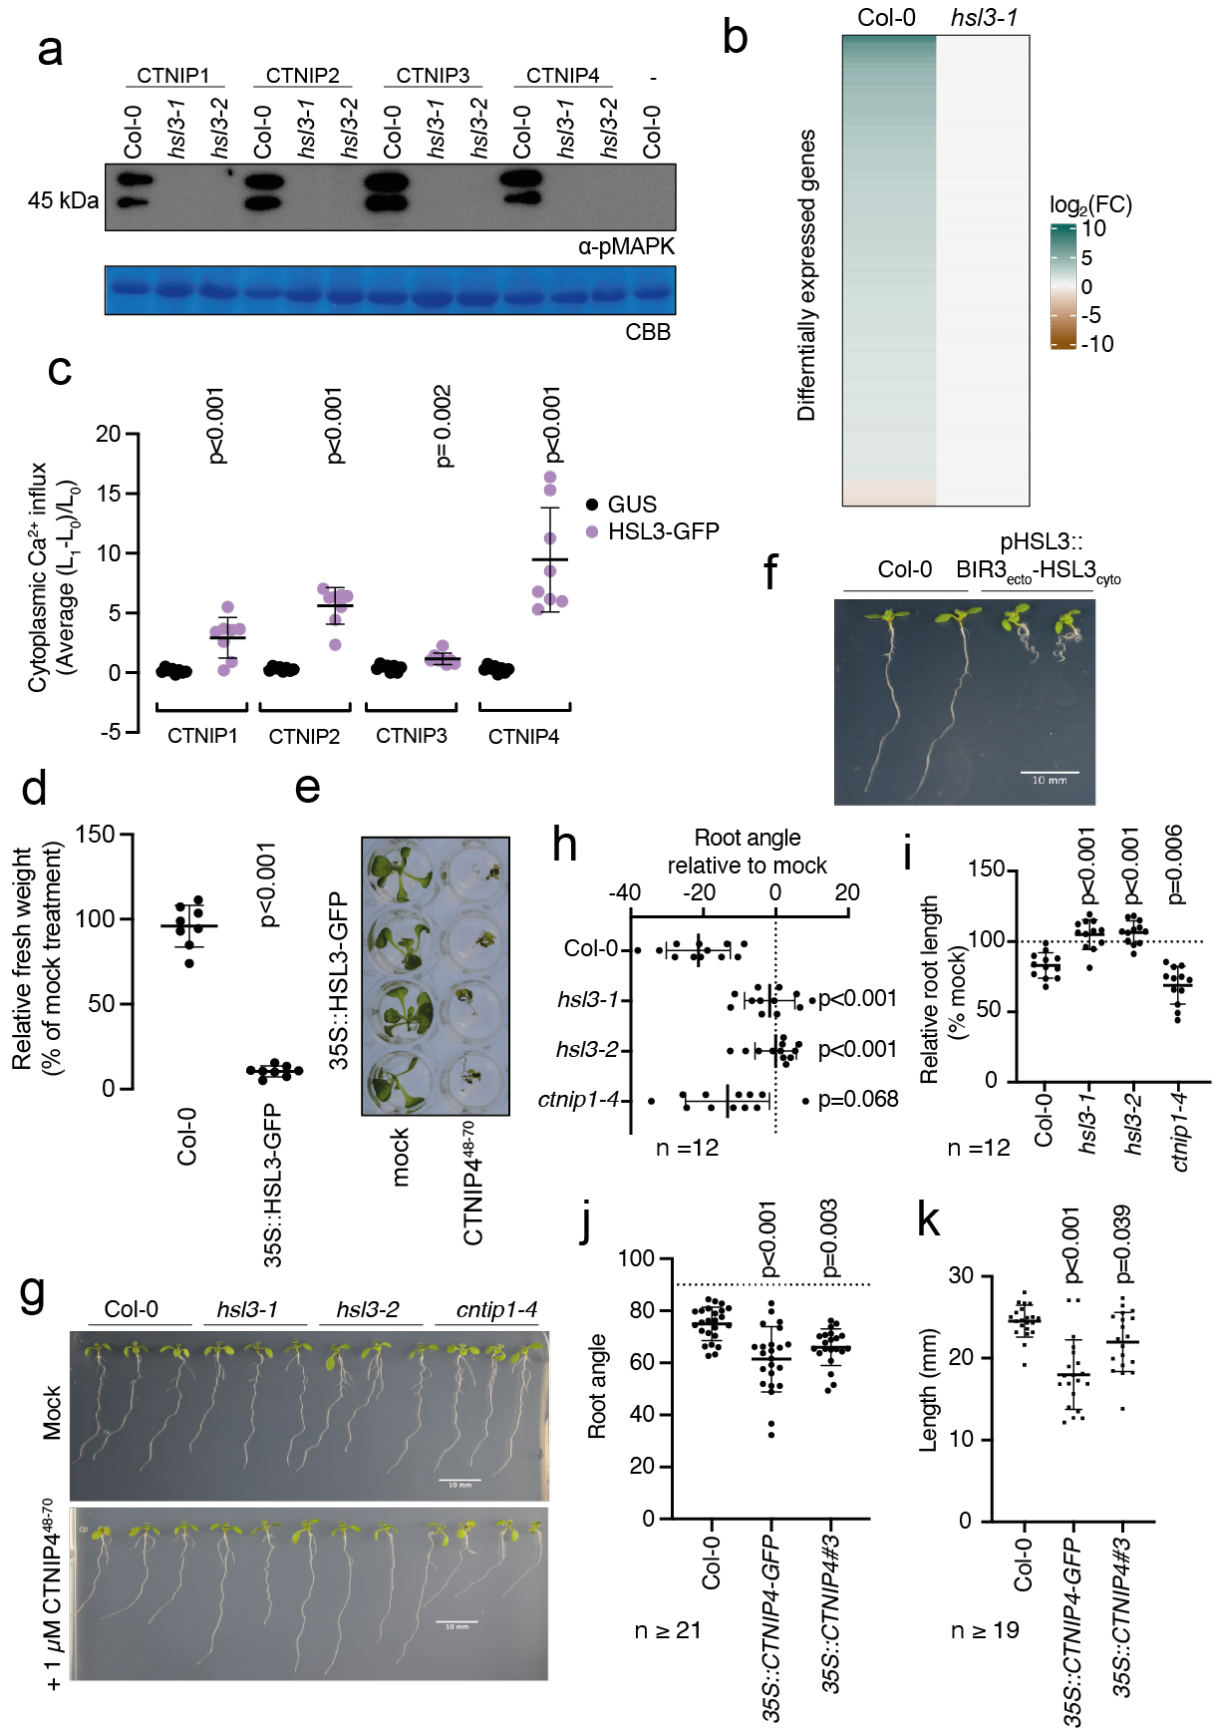 a
CTNIP1 CTNIP2 CTNIP3 CTNIP4 -
Col-0 hsl3-1 hsl3-2 Col-0 hsl3-1 hsl3-2 Col-0 hsl3-1 hsl3-2 Col-0 hsl3-1 hsl3-2 Col-0
45 kDa
α-pMAPK
CBB
b
Col-0 hsl3-1
Differntially expressed genes
log2(FC)
10
5
0
-5
-10
c
Cytoplasmic Ca²⁺ influx
(Average (L₁-L₀)/L₀)
20
15
10
5
0
-5
p<0.001 p<0.001 p=0.002 p<0.001
GUS
HSL3-GFP
CTNIP1 CTNIP2 CTNIP3 CTNIP4
f
Col-0
pHSL3::
BIR3ecto-HSL3cyto
10 mm
d
Relative fresh weight
(% of mock treatment)
150
100
50
0
p<0.001
Col-0
35S::HSL3-GFP
e
35S::HSL3-GFP
mock
CTNIP4⁴⁸⁻⁷⁰
h
Root angle
relative to mock
-40 -20 0 20
Col-0
hsl3-1 p<0.001
hsl3-2 p<0.001
ctnip1-4 p=0.068
n =12
i
Relative root length
(% mock)
150
100
50
0
p<0.001 p<0.001 p=0.006
Col-0 hsl3-1 hsl3-2 ctnip1-4
n =12
g
Col-0 hsl3-1 hsl3-2 cntip1-4
Mock
10 mm
+ 1 µM CTNIP4⁴⁸⁻⁷⁰
10 mm
j
Root angle
100
80
60
40
20
0
p<0.001 p=0.003
Col-0
35S::CTNIP4-GFP
35S::CTNIP4#3
n ≥ 21
k
Length (mm)
30
20
10
0
p<0.001 p=0.039
Col-0
35S::CTNIP4-GFP
35S::CTNIP4#3
n ≥ 19